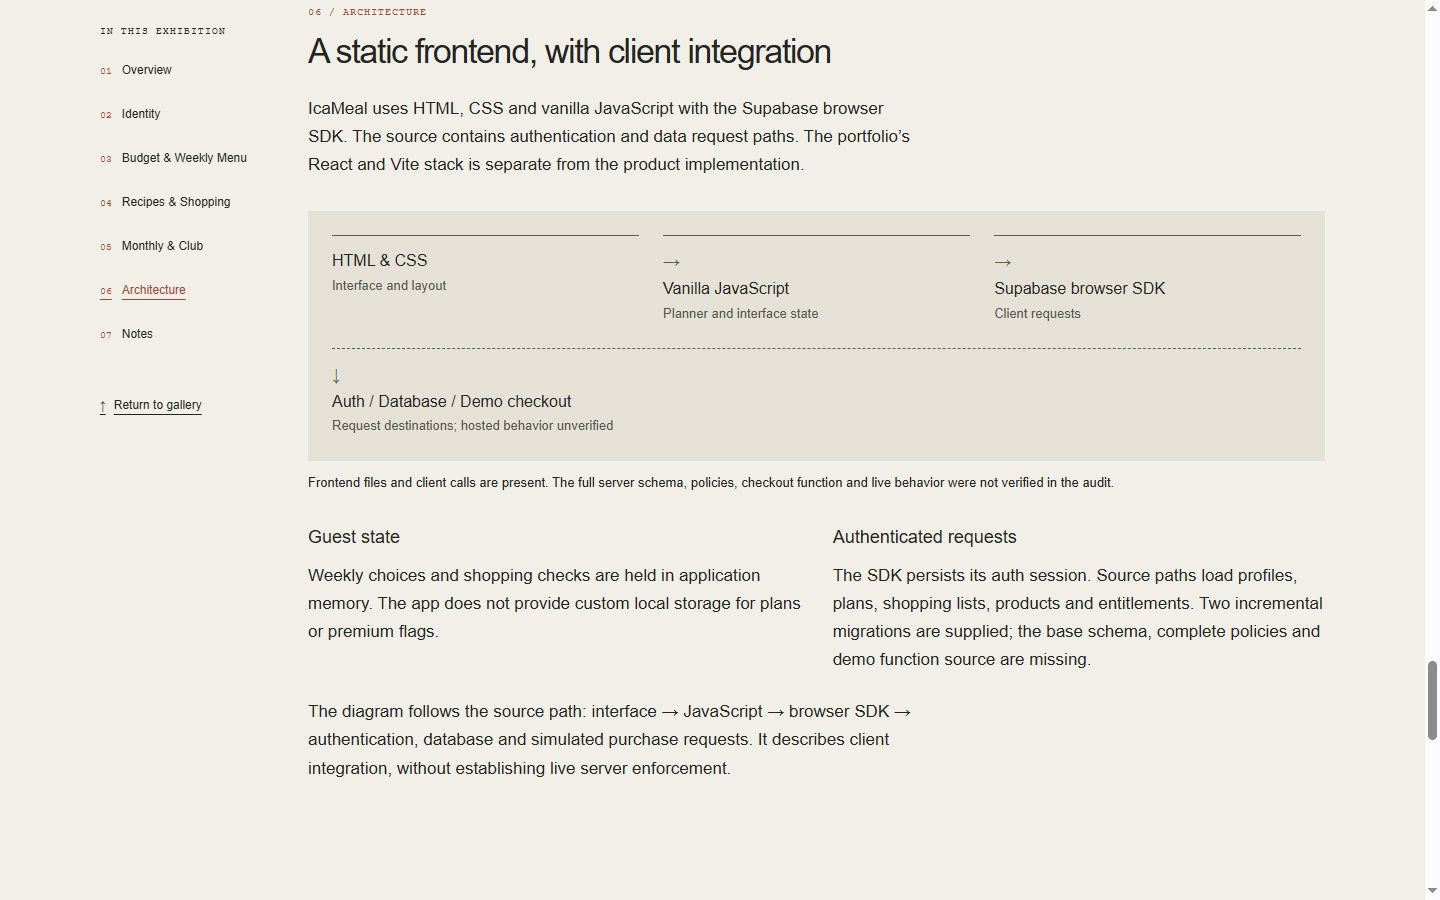 IN THIS EXHIBITION
01 Overview
02 Identity
03 Budget & Weekly Menu
04 Recipes & Shopping
05 Monthly & Club
06 Architecture
07 Notes
↑ Return to gallery
06 / ARCHITECTURE
A static frontend, with client integration
IcaMeal uses HTML, CSS and vanilla JavaScript with the Supabase browser
SDK. The source contains authentication and data request paths. The portfolio’s
React and Vite stack is separate from the product implementation.
HTML & CSS
Interface and layout
→
Vanilla JavaScript
Planner and interface state
→
Supabase browser SDK
Client requests
↓
Auth / Database / Demo checkout
Request destinations; hosted behavior unverified
Frontend files and client calls are present. The full server schema, policies, checkout function and live behavior were not verified in the audit.
Guest state
Weekly choices and shopping checks are held in application
memory. The app does not provide custom local storage for plans
or premium flags.
Authenticated requests
The SDK persists its auth session. Source paths load profiles,
plans, shopping lists, products and entitlements. Two incremental
migrations are supplied; the base schema, complete policies and
demo function source are missing.
The diagram follows the source path: interface → JavaScript → browser SDK →
authentication, database and simulated purchase requests. It describes client
integration, without establishing live server enforcement.